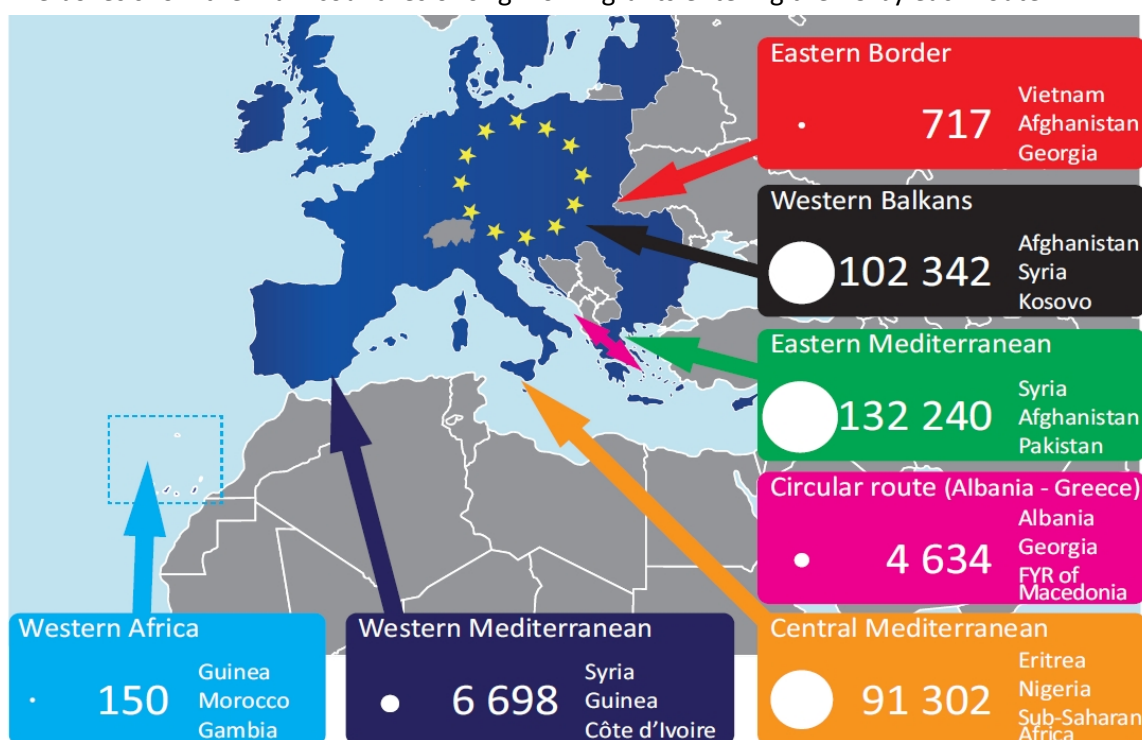 Eastern Border
717
Vietnam
Afghanistan
Georgia
Western Balkans
102 342
Afghanistan
Syria
Kosovo
Eastern Mediterranean
132 240
Syria
Afghanistan
Pakistan
Circular route (Albania - Greece)
4 634
Albania
Georgia
FYR of
Macedonia
Western Africa
150
Guinea
Morocco
Gambia
Western Mediterranean
6 698
Syria
Guinea
Côte d’Ivoire
Central Mediterranean
91 302
Eritrea
Nigeria
Sub-Saharan
Africa